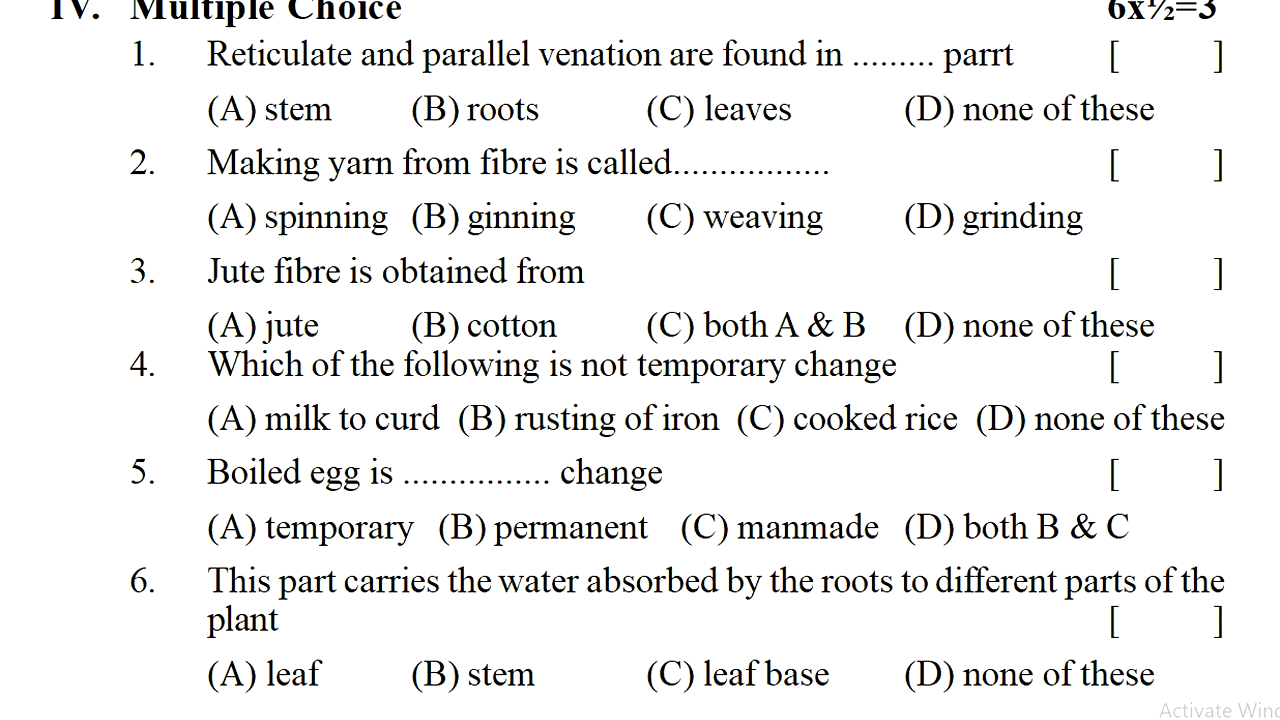 IV. Multiple Choice 6x½=3
1. Reticulate and parallel venation are found in ......... parrt [ ]
(A) stem (B) roots (C) leaves (D) none of these
2. Making yarn from fibre is called................. [ ]
(A) spinning (B) ginning (C) weaving (D) grinding
3. Jute fibre is obtained from [ ]
(A) jute (B) cotton (C) both A & B (D) none of these
4. Which of the following is not temporary change [ ]
(A) milk to curd (B) rusting of iron (C) cooked rice (D) none of these
5. Boiled egg is ................ change [ ]
(A) temporary (B) permanent (C) manmade (D) both B & C
6. This part carries the water absorbed by the roots to different parts of the
plant [ ]
(A) leaf (B) stem (C) leaf base (D) none of these
Activate Wind